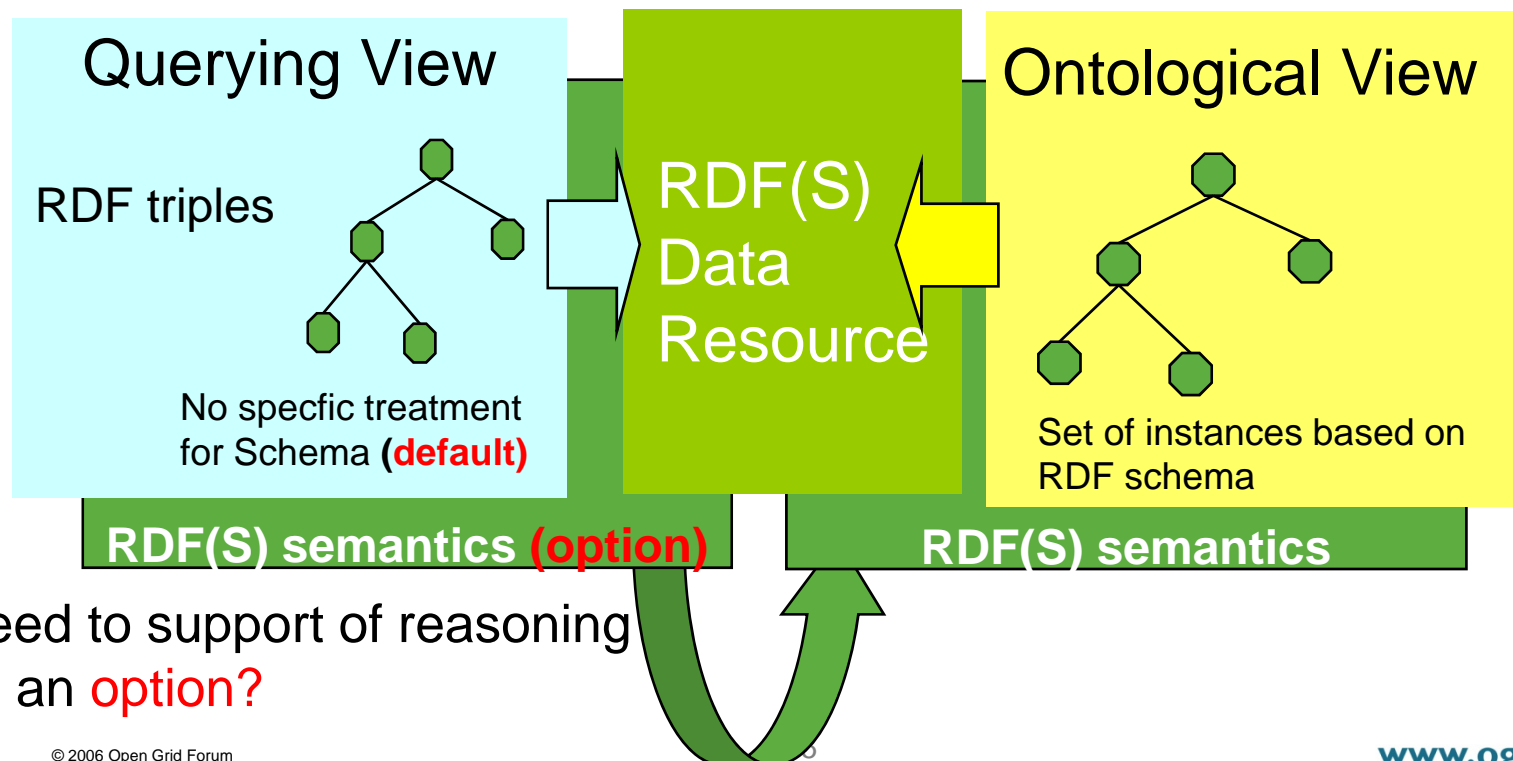 Querying View
RDF triples
No specfic treatment
for Schema (default)
RDF(S) semantics (option)
RDF(S)
Data
Resource
Ontological View
Set of instances based on
RDF schema
RDF(S) semantics
eed to support of reasoning
an option?
© 2006 Open Grid Forum
www.og